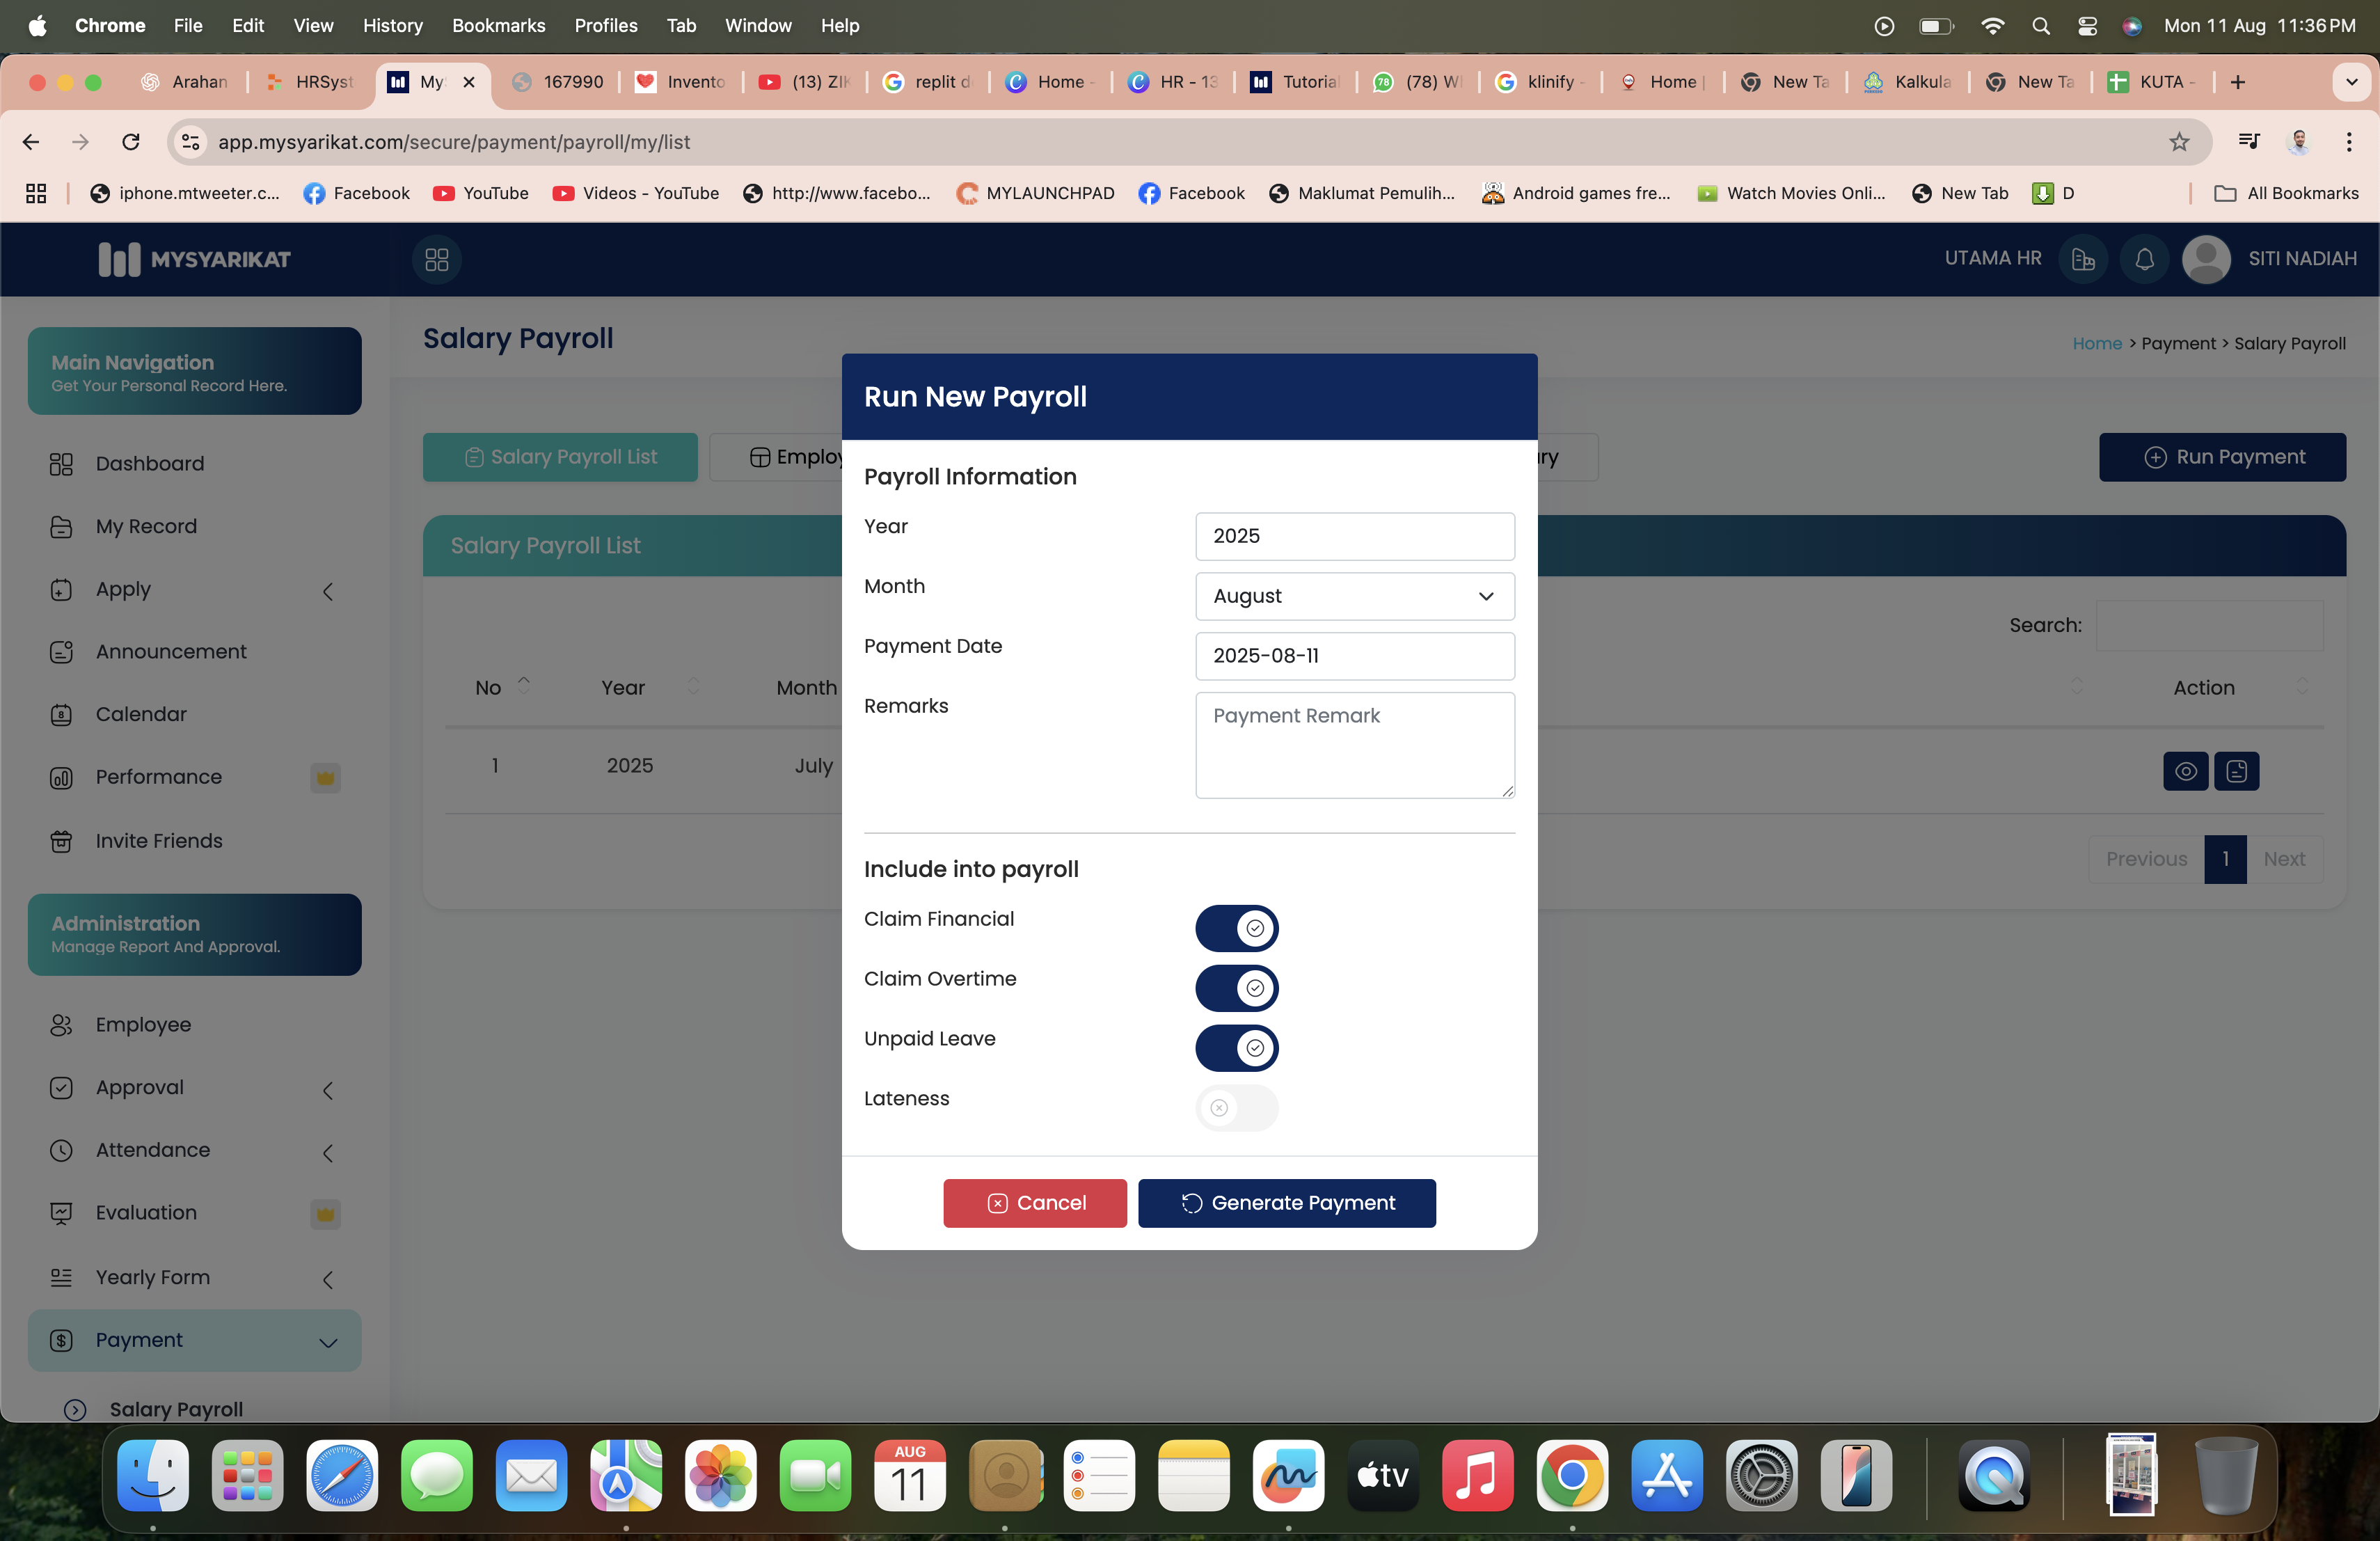 Chrome File Edit View History Bookmarks Profiles Tab Window Help Mon 11 Aug 11:36 PM
Arahan HRSyst My 167990 Invento (13) ZIK replit d Home - HR - 13 Tutoria (78) W klinify - Home | New Ta Kalkula New Ta KUTA -
app.mysyarikat.com/secure/payment/payroll/my/list
iphone.mtweeter.c... Facebook YouTube Videos - YouTube http://www.facebo... MYLAUNCHPAD Facebook Maklumat Pemulih... Android games fre... Watch Movies Onli... New Tab D All Bookmarks
MYSYARIKAT UTAMA HR SITI NADIAH
Main Navigation
Get Your Personal Record Here.
Dashboard
My Record
Apply
Announcement
Calendar
8
Performance
Invite Friends
Administration
Manage Report And Approval.
Employee
Approval
Attendance
Evaluation
Yearly Form
Payment
Salary Payroll
Salary Payroll
Home > Payment > Salary Payroll
Salary Payroll List Employ ry Run Payment
Salary Payroll List
Search:
No Year Month Action
1 2025 July
Previous 1 Next
Run New Payroll
Payroll Information
Year 2025
Month August
Payment Date 2025-08-11
Remarks Payment Remark
Include into payroll
Claim Financial
Claim Overtime
Unpaid Leave
Lateness
Cancel Generate Payment
AUG
11
tv